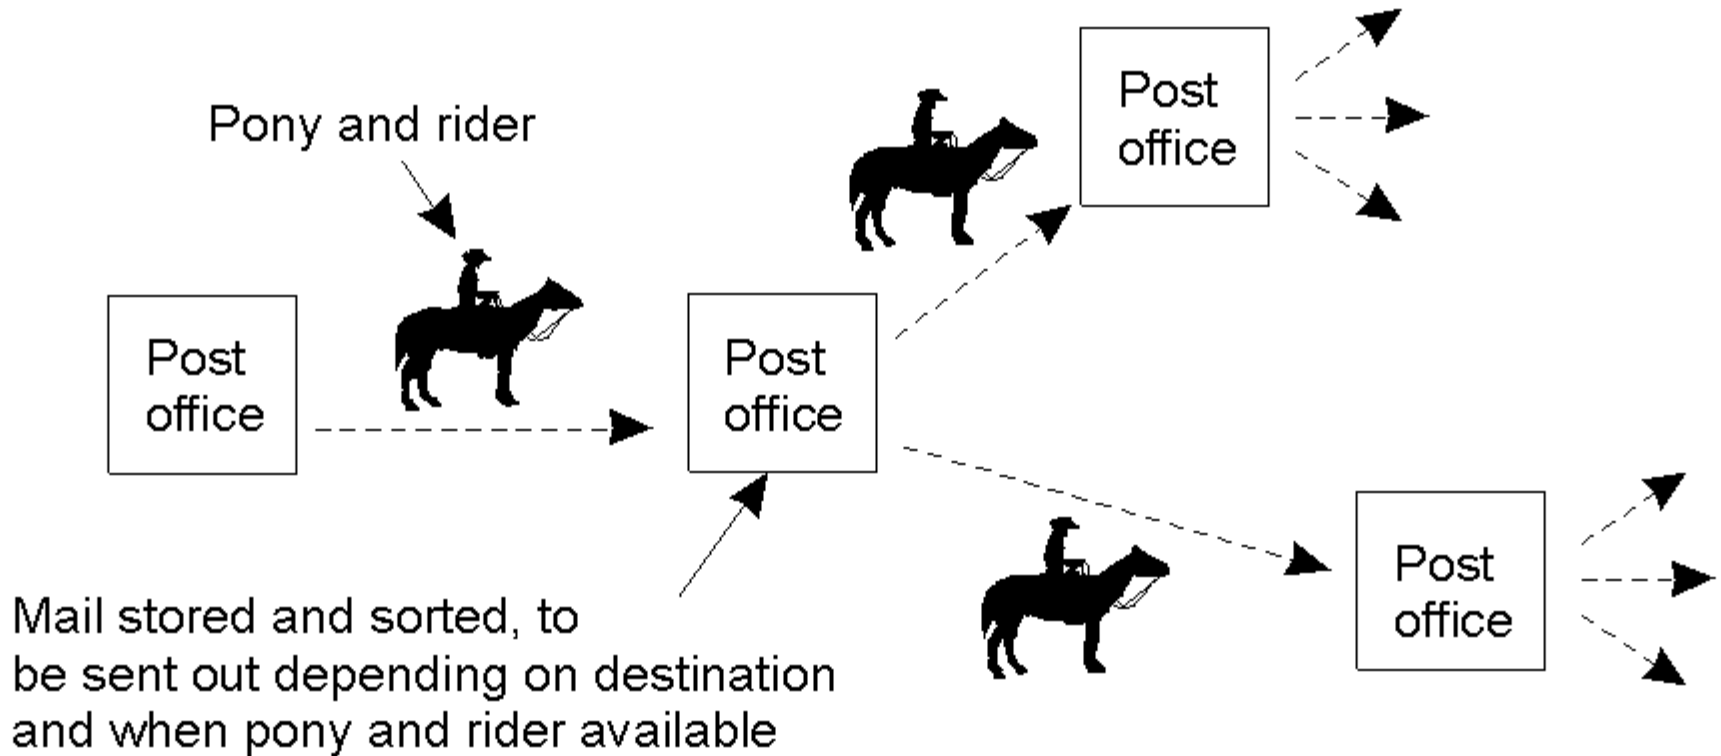 Pony and rider
Post
office
Post
office
Post
office
Post
office
Mail stored and sorted, to
be sent out depending on destination
and when pony and rider available